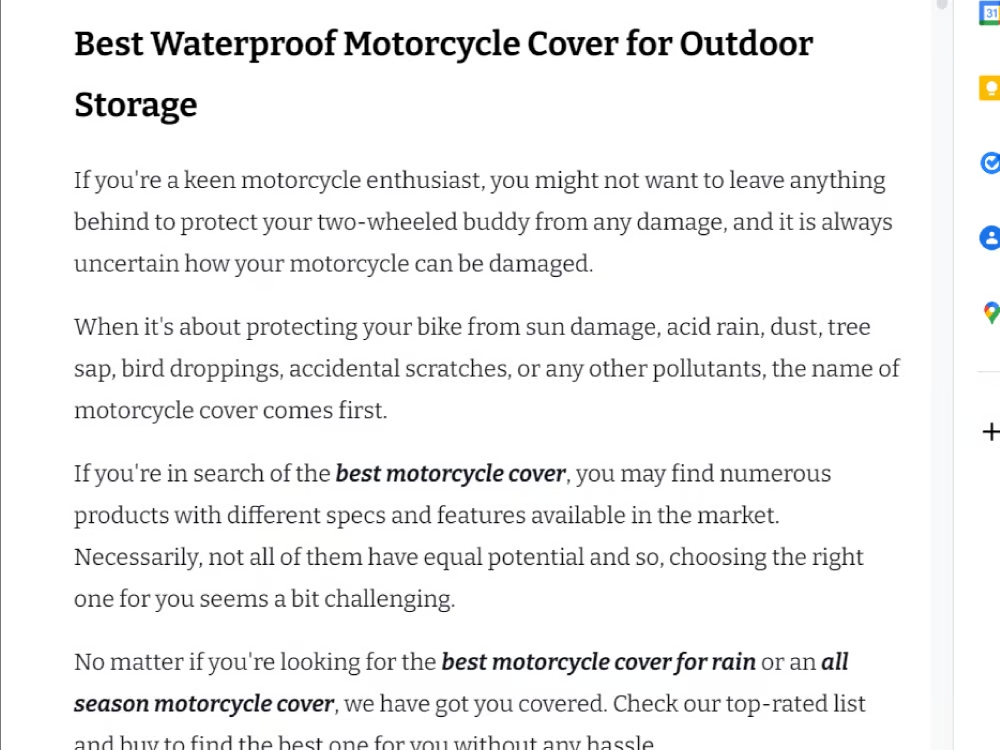 Best Waterproof Motorcycle Cover for Outdoor
Storage
If you're a keen motorcycle enthusiast, you might not want to leave anything
behind to protect your two-wheeled buddy from any damage, and it is always
uncertain how your motorcycle can be damaged.
When it's about protecting your bike from sun damage, acid rain, dust, tree
sap, bird droppings, accidental scratches, or any other pollutants, the name of
motorcycle cover comes first.
If you're in search of the best motorcycle cover, you may find numerous
products with different specs and features available in the market.
Necessarily, not all of them have equal potential and so, choosing the right
one for you seems a bit challenging.
No matter if you're looking for the best motorcycle cover for rain or an all
season motorcycle cover, we have got you covered. Check our top-rated list
and buy to find the best one for you without any hassle.
31